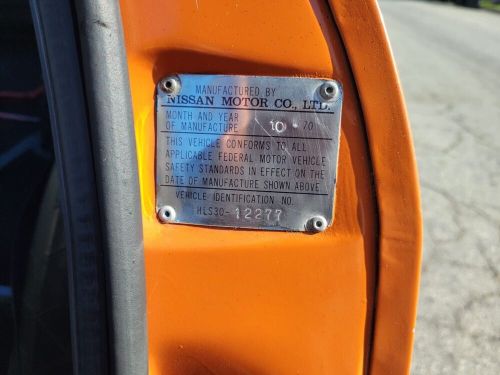 MANUFACTURED BY
NISSAN MOTOR CO., LTD.
MONTH AND YEAR
OF MANUFACTURE 10 70
THIS VEHICLE CONFORMS TO ALL
APPLICABLE FEDERAL MOTOR VEHICLE
SAFETY STANDARDS IN EFFECT ON THE
DATE OF MANUFACTURE SHOWN ABOVE.
VEHICLE IDENTIFICATION NO.
HLS30-12277